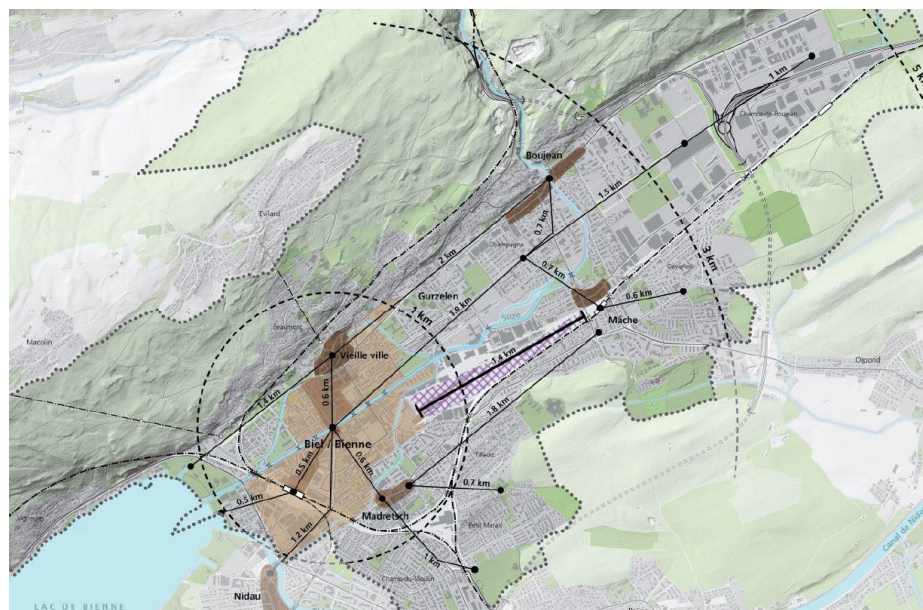 5 k
1 km
Champs-de-Boujean
Boujean
1.5 km
0.7 km
3 km
Evilard
Champagne
2 km
0.7 km
Geyisried
0.6 km
Gurzelen
1.9 km
SUZE
Mâche
1 km
Beaumont
Macolin
Vieille ville
1.4 km
Orpond
0.6 km
1.4 km
1.8 km
Biel / Bienne
0.6 km
0.5 km
Tilleuls
0.7 km
0.5 km
Madretsch
Petit Marais
1.2 km
1 km
Champ-du-Moulin
Canal de Nidau
Nidau
LAC DE BIENNE